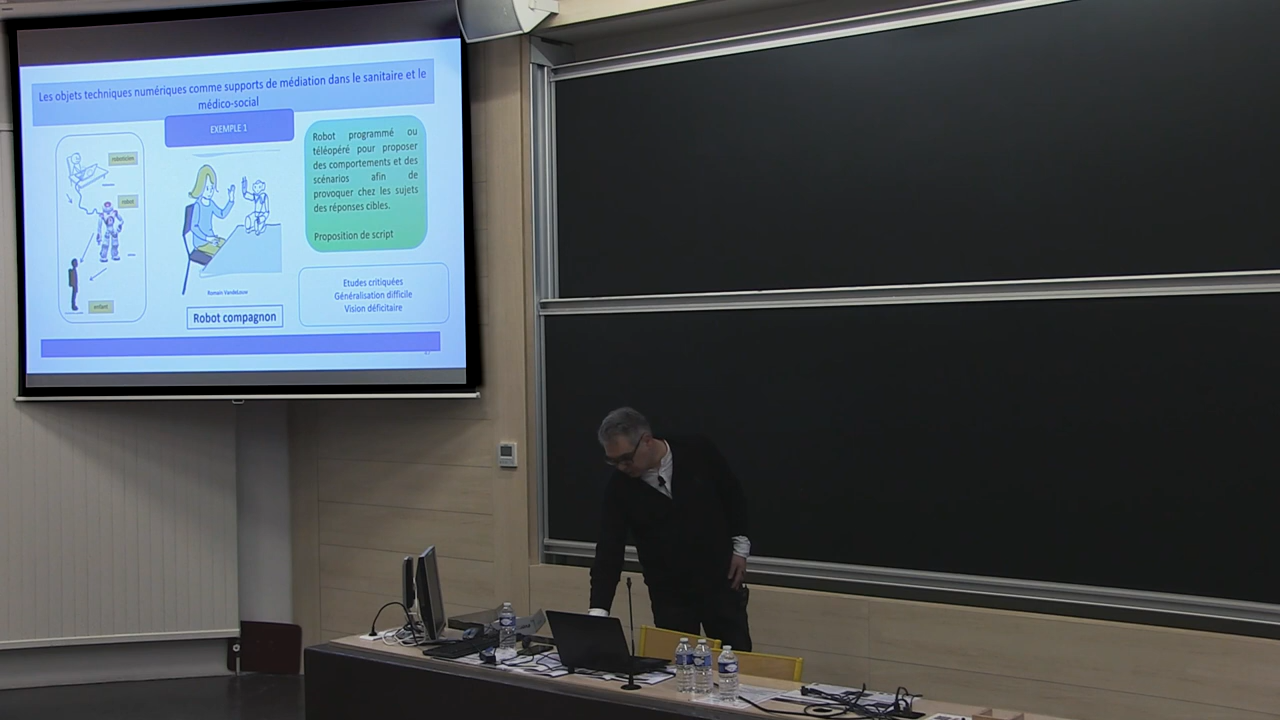 Les objets techniques numériques comme supports de médiation dans le sanitaire et le
médico-social
EXEMPLE 1
roboticien
robot
enfant
Romain Vandelouw
Robot compagnon
Robot programmé ou
téléopéré pour proposer
des comportements et des
scénarios afin de
provoquer chez les sujets
des réponses cibles.
Proposition de script
Etudes critiquées
Généralisation difficile
Vision déficitaire